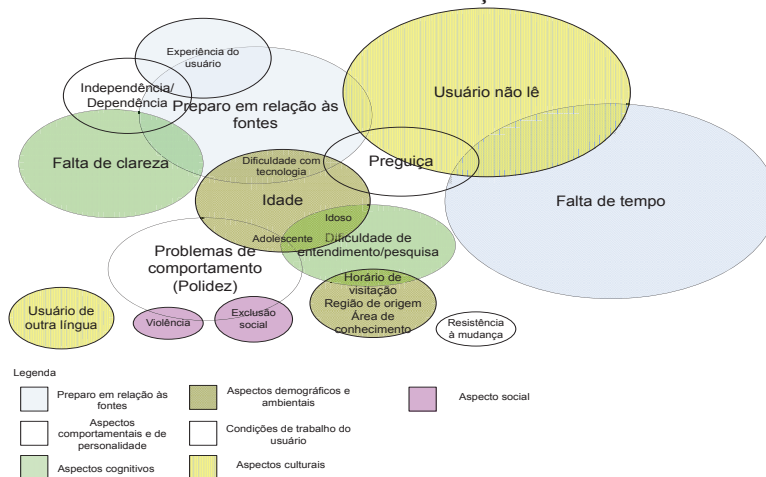 Experiência do
usuário
Independência/
Dependência
Preparo em relação às
fontes
Usuário não lê
Falta de clareza
Dificuldade com
tecnologia
Preguiça
Idade
Falta de tempo
Idoso
Adolescente
Dificuldade de
entendimento/pesquisa
Problemas de
comportamento
(Polidez)
Horário de
visitação
Região de origem
Área de
conhecimento
Usuário de
outra língua
Violência
Exclusão
social
Resistência
à mudança
Legenda
Preparo em relação às
fontes
Aspectos demográficos e
ambientais
Aspecto social
Aspectos
comportamentais e de
personalidade
Condições de trabalho do
usuário
Aspectos cognitivos
Aspectos culturais